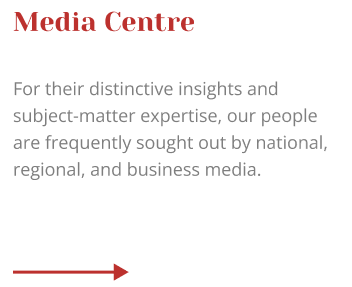 Media Centre
For their distinctive insights and
subject-matter expertise, our people
are frequently sought out by national,
regional, and business media.